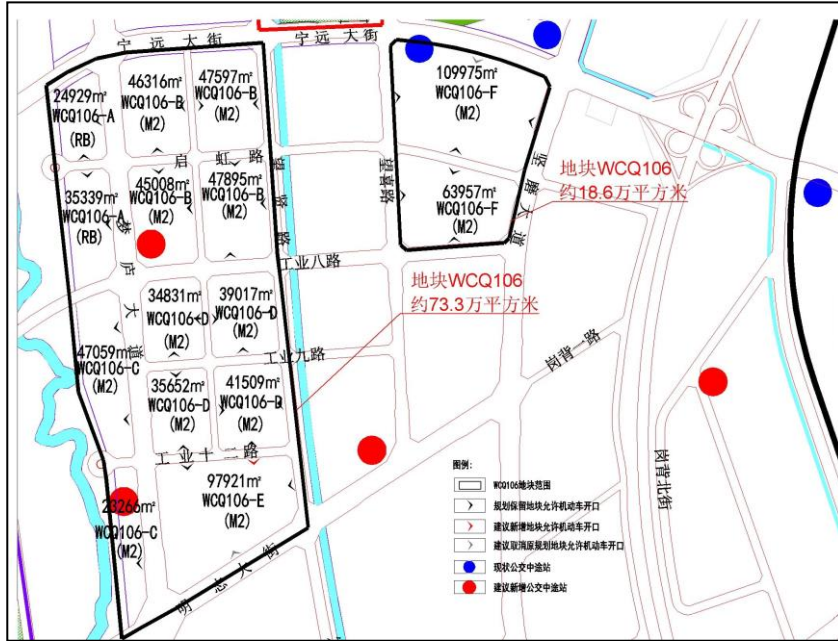 宁 远 大 街
宁 远 大 街
24929㎡
WCQ106-A
(RB)
46316㎡
WCQ106-B
(M2)
47597㎡
WCQ106-B
(M2)
109975㎡
WCQ106-F
(M2)
启 虹 路
35339㎡
WCQ106-A
(RB)
45008㎡
WCQ106-B
(M2)
47895㎡
WCQ106-B
(M2)
望喜路
63957㎡
WCQ106-F
(M2)
地块WCQ106
约18.6万平方米
工业八路
地块WCQ106
约73.3万平方米
34831㎡
WCQ106-D
(M2)
39017㎡
WCQ106-D
(M2)
工业九路
岗背一路
47059㎡
WCQ106-C
(M2)
35652㎡
WCQ106-D
(M2)
41509㎡
WCQ106-D
(M2)
工 业 十 二 路
岗背北街
97921㎡
WCQ106-E
(M2)
23266㎡
WCQ106-C
(M2)
明 志 大 街
图例：
WCQ106地块范围
规划保留地块允许机动车开口
建议新增地块允许机动车开口
建议取消原规划地块允许机动车开口
现状公交中途站
建议新增公交中途站